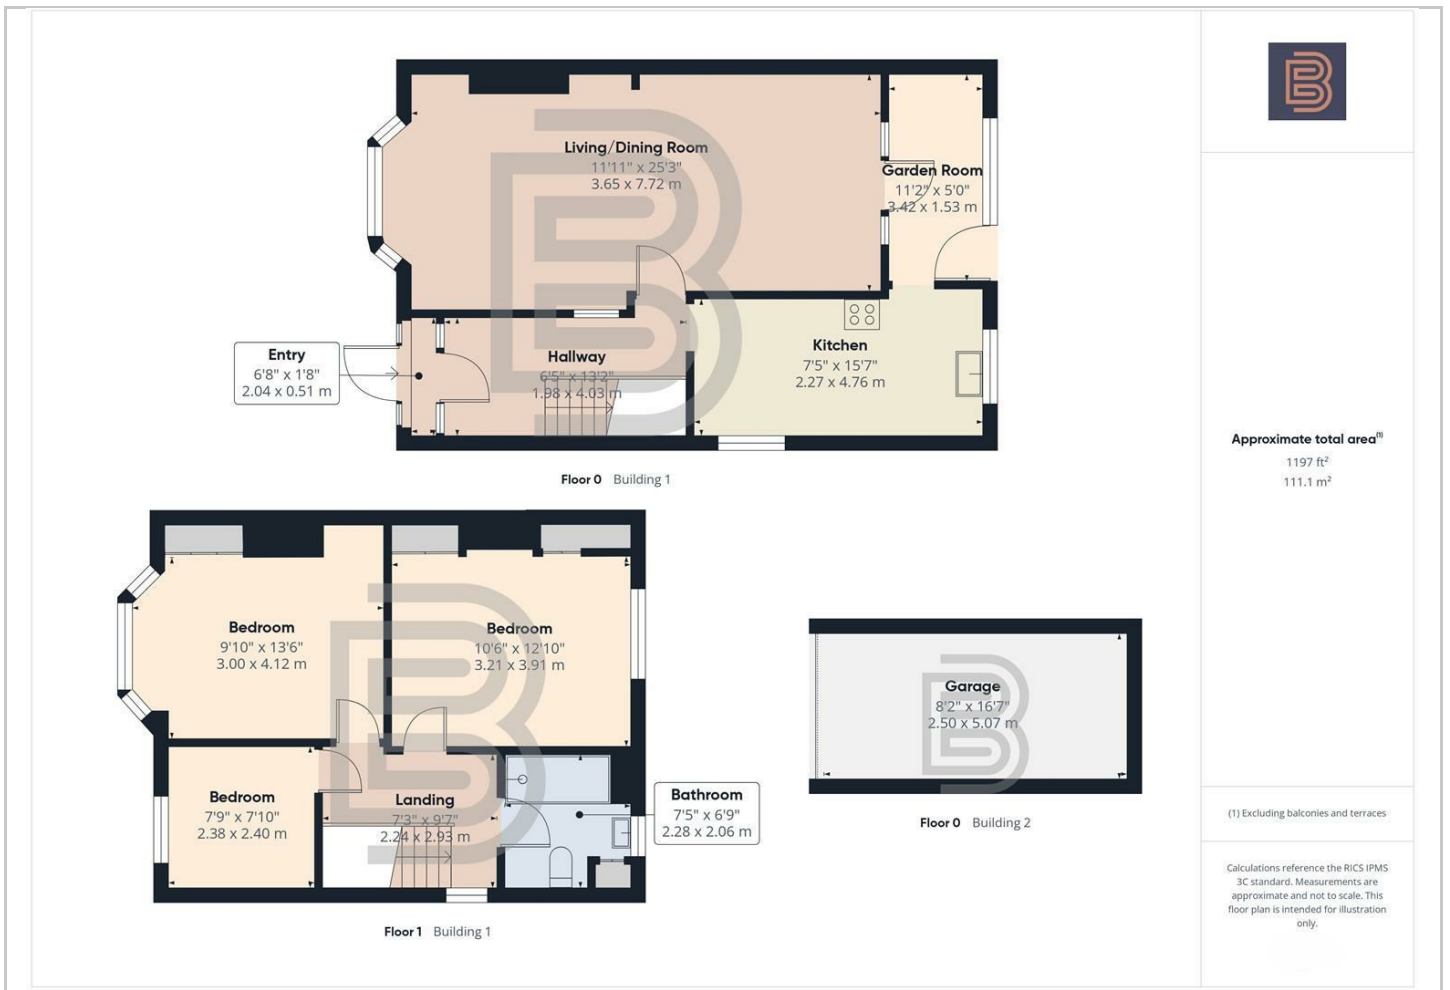 Living/Dining Room
11'11" x 25'3"
3.65 x 7.72 m
Garden Room
11'2" x 5'0"
3.42 x 1.53 m
Entry
6'8" x 1'8"
2.04 x 0.51 m
Hallway
6'5" x 13'2"
1.98 x 4.03 m
Kitchen
7'5" x 15'7"
2.27 x 4.76 m
Floor 0 Building 1
Bedroom
9'10" x 13'6"
3.00 x 4.12 m
Bedroom
10'6" x 12'10"
3.21 x 3.91 m
Bedroom
7'9" x 7'10"
2.38 x 2.40 m
Landing
7'3" x 9'7"
2.24 x 2.93 m
Bathroom
7'5" x 6'9"
2.28 x 2.06 m
Floor 1 Building 1
Garage
8'2" x 16'7"
2.50 x 5.07 m
Floor 0 Building 2
B
Approximate total area⁽¹⁾
1197 ft²
111.1 m²
(1) Excluding balconies and terraces
Calculations reference the RICS IPMS
3C standard. Measurements are
approximate and not to scale. This
floor plan is intended for illustration
only.